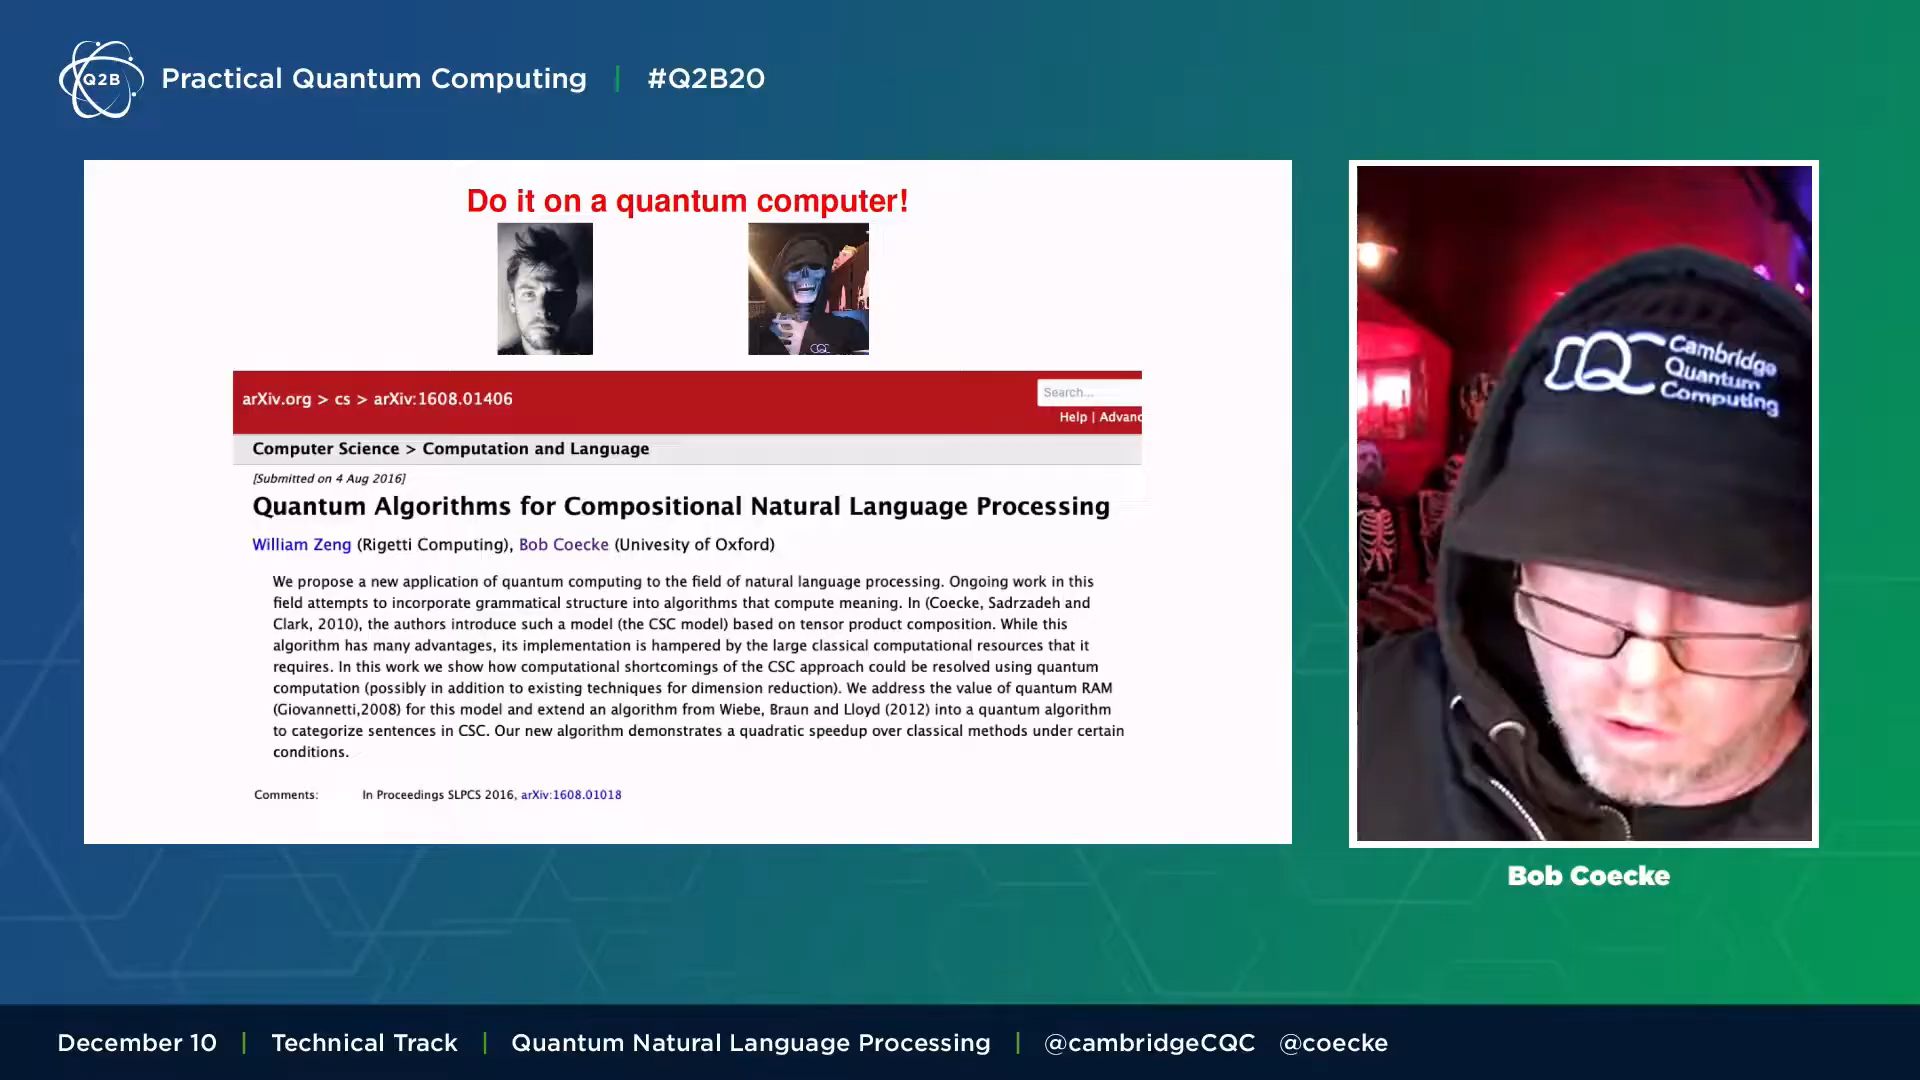 Q2B
Practical Quantum Computing | #Q2B20
Do it on a quantum computer!
CQC
arXiv.org > cs > arXiv:1608.01406
Search...
Help | Advanc
Computer Science > Computation and Language
[Submitted on 4 Aug 2016]
Quantum Algorithms for Compositional Natural Language Processing
William Zeng (Rigetti Computing), Bob Coecke (Univesity of Oxford)
We propose a new application of quantum computing to the field of natural language processing. Ongoing work in this
field attempts to incorporate grammatical structure into algorithms that compute meaning. In (Coecke, Sadrzadeh and
Clark, 2010), the authors introduce such a model (the CSC model) based on tensor product composition. While this
algorithm has many advantages, its implementation is hampered by the large classical computational resources that it
requires. In this work we show how computational shortcomings of the CSC approach could be resolved using quantum
computation (possibly in addition to existing techniques for dimension reduction). We address the value of quantum RAM
(Giovannetti,2008) for this model and extend an algorithm from Wiebe, Braun and Lloyd (2012) into a quantum algorithm
to categorize sentences in CSC. Our new algorithm demonstrates a quadratic speedup over classical methods under certain
conditions.
Comments: In Proceedings SLPCS 2016, arXiv:1608.01018
CQC Cambridge
Quantum
Computing
Bob Coecke
December 10 | Technical Track | Quantum Natural Language Processing | @cambridgeCQC @coecke